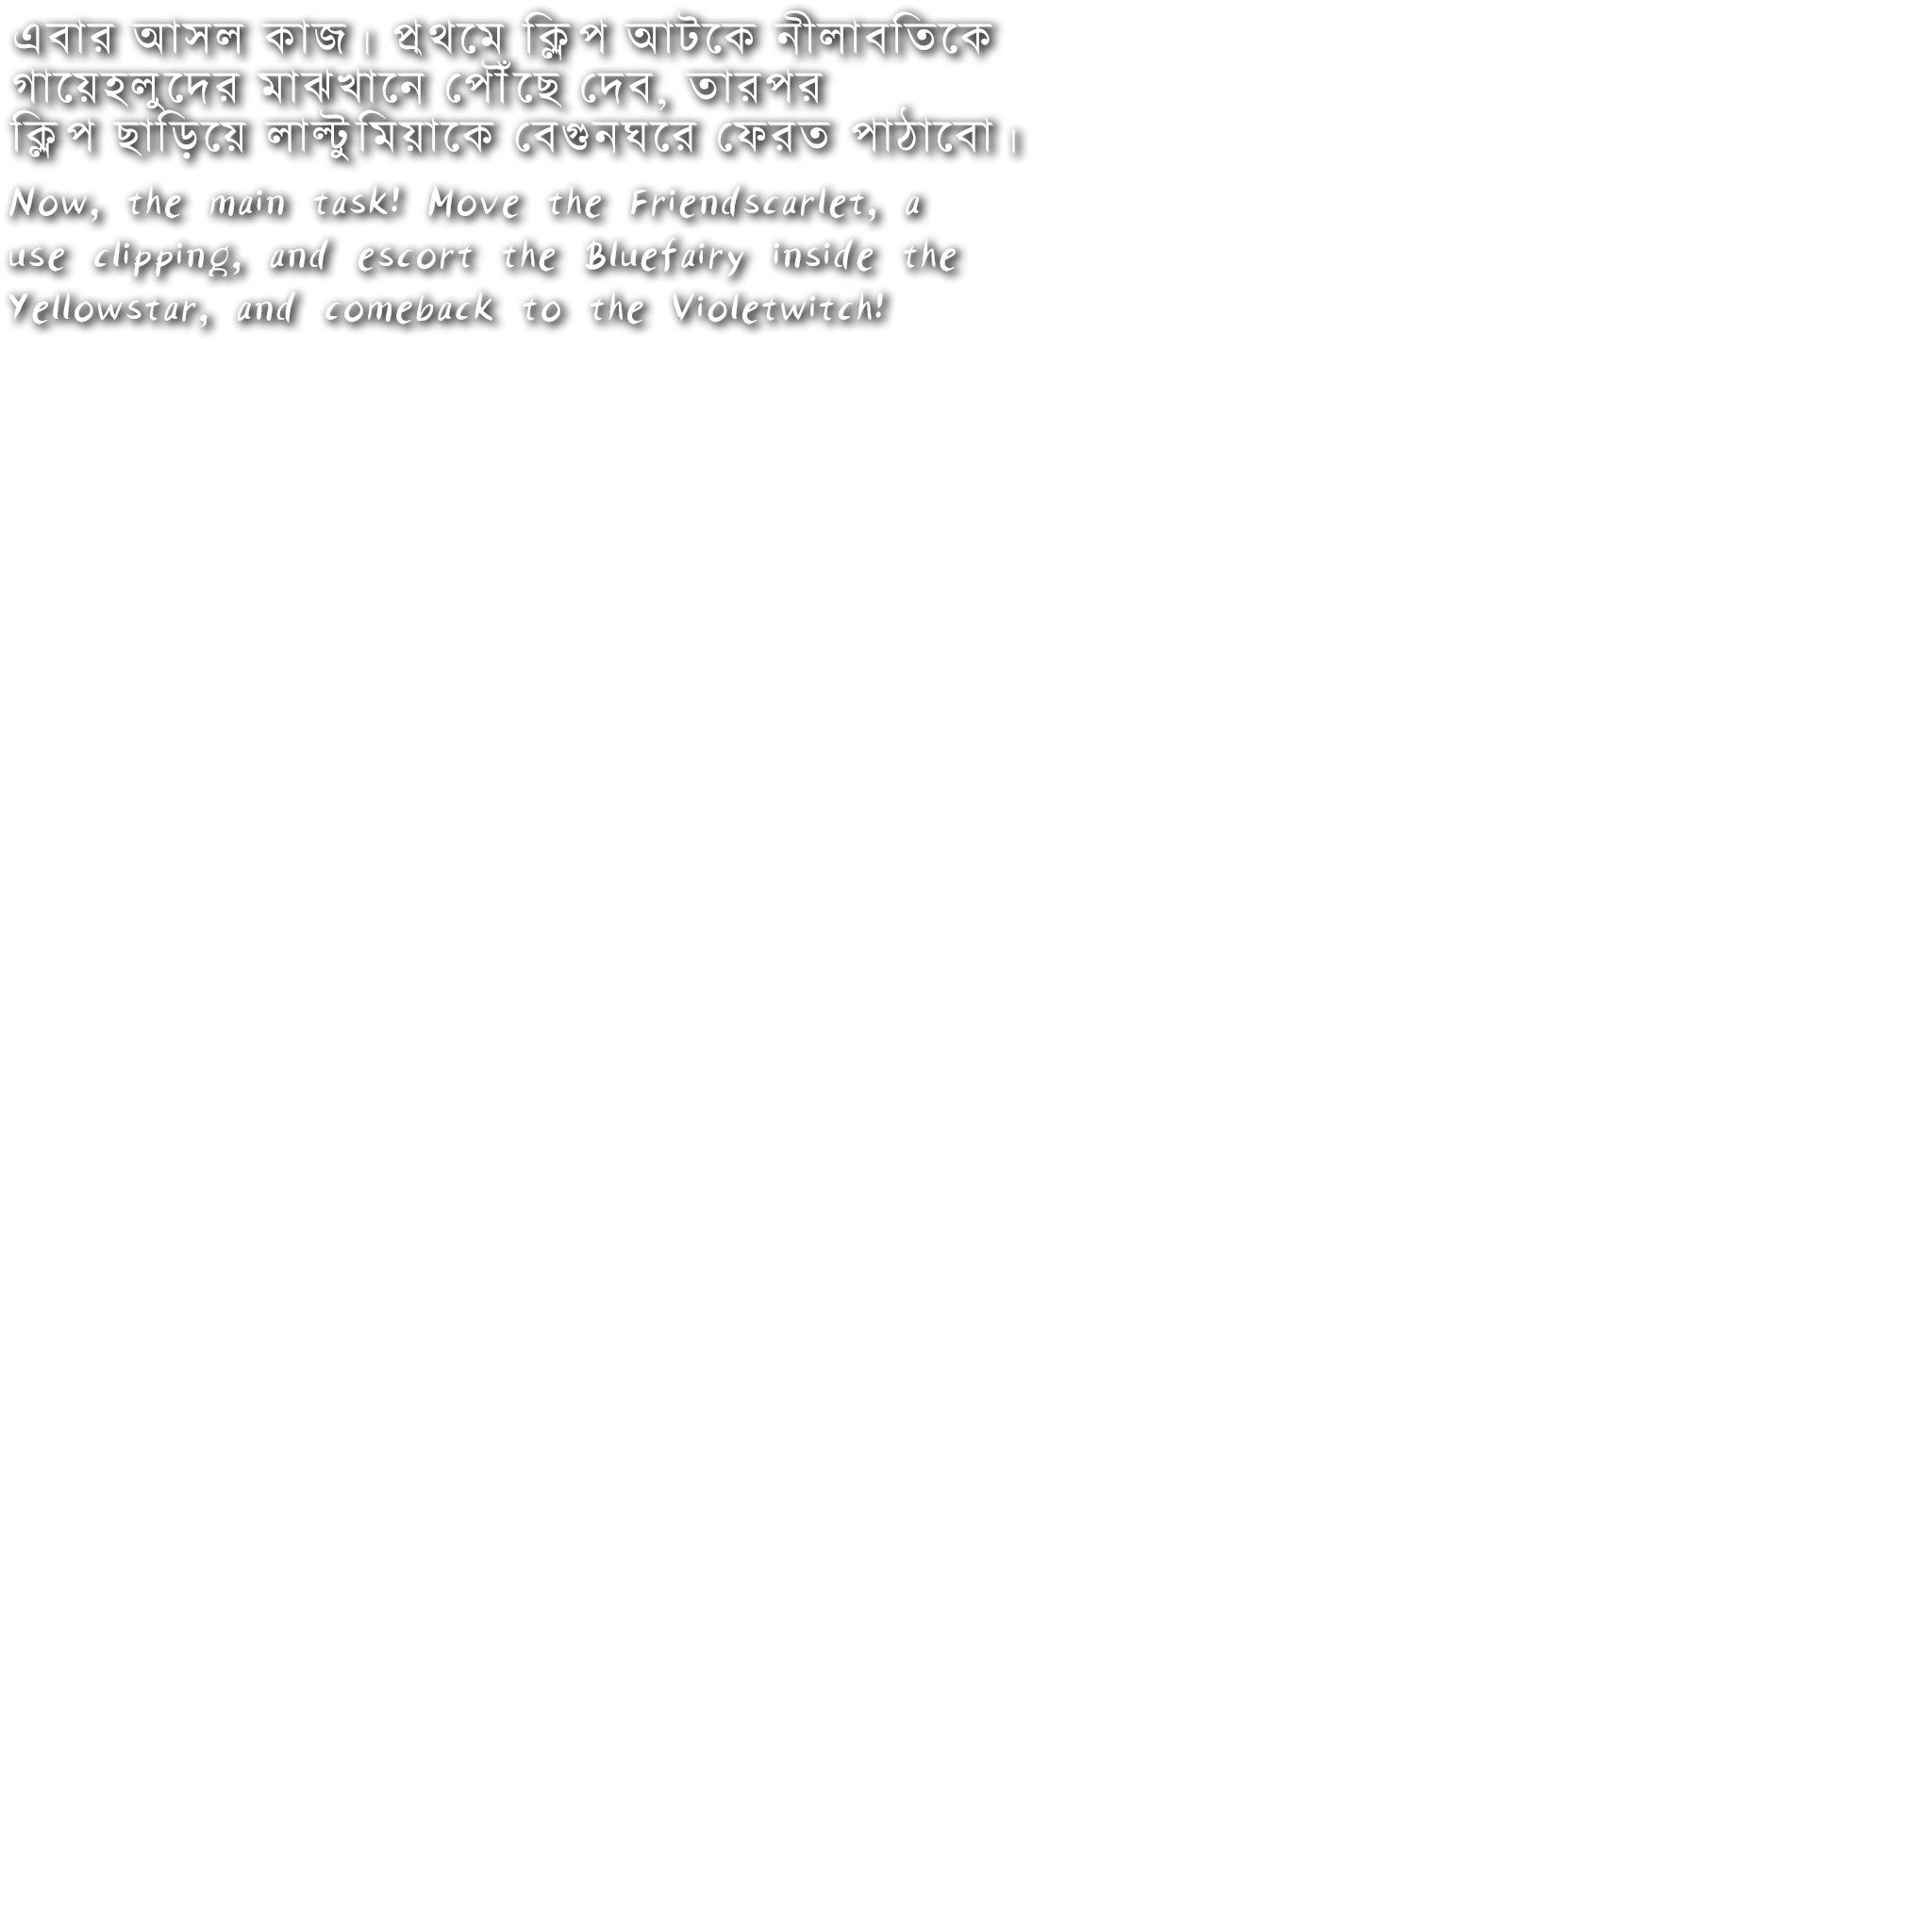 এবার আসল কাজ। প্রথমে ক্লিপ আটকে নীলাবতিকে
গায়েহলুদের মাঝখানে পৌঁছে দেব, তারপর
ক্লিপ ছাড়িয়ে লাল্টুমিয়াকে বেগুনঘরে ফেরত পাঠাবো।
Now, the main task! Move the Friendscarlet, a
use clipping, and escort the Bluefairy inside the
Yellowstar, and comeback to the Violetwitch!